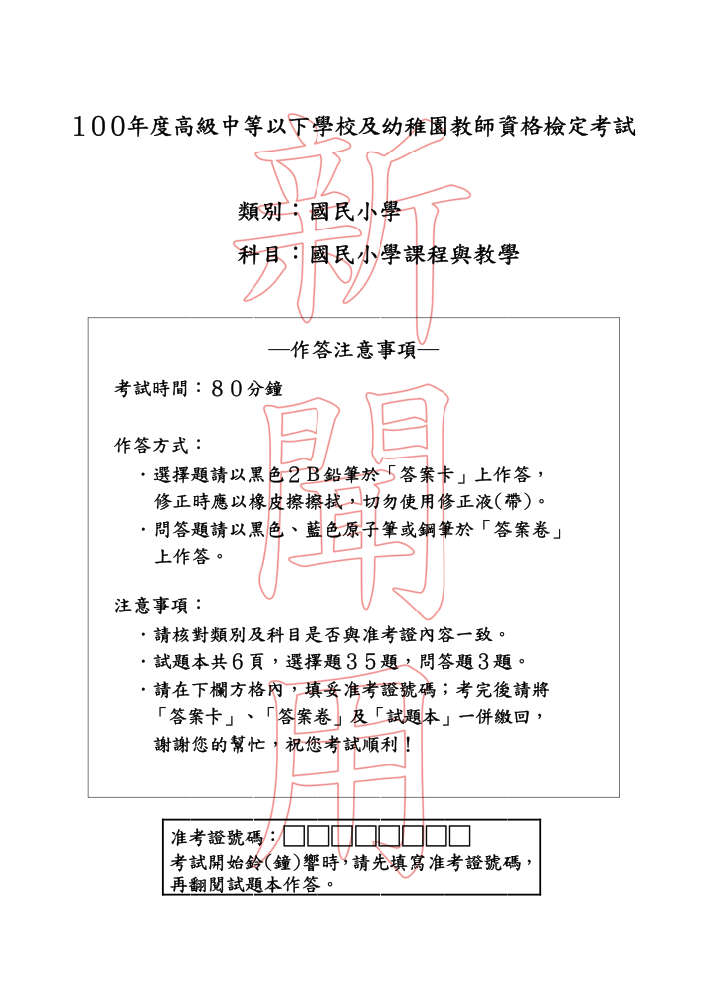 100年度高級中等以下學校及幼稚園教師資格檢定考試
類別：國民小學
科目：國民小學課程與教學
—作答注意事項—
考試時間：８０分鐘
作答方式：
．選擇題請以黑色２Ｂ鉛筆於「答案卡」上作答，
修正時應以橡皮擦擦拭，切勿使用修正液(帶)。
．問答題請以黑色、藍色原子筆或鋼筆於「答案卷」
上作答。
注意事項：
．請核對類別及科目是否與准考證內容一致。
．試題本共６頁，選擇題３５題，問答題３題。
．請在下欄方格內，填妥准考證號碼；考完後請將
「答案卡」、「答案卷」及「試題本」一併繳回，
謝謝您的幫忙，祝您考試順利！
准考證號碼：□□□□□□□□
考試開始鈴(鐘)響時，請先填寫准考證號碼，
再翻閱試題本作答。
新聞用